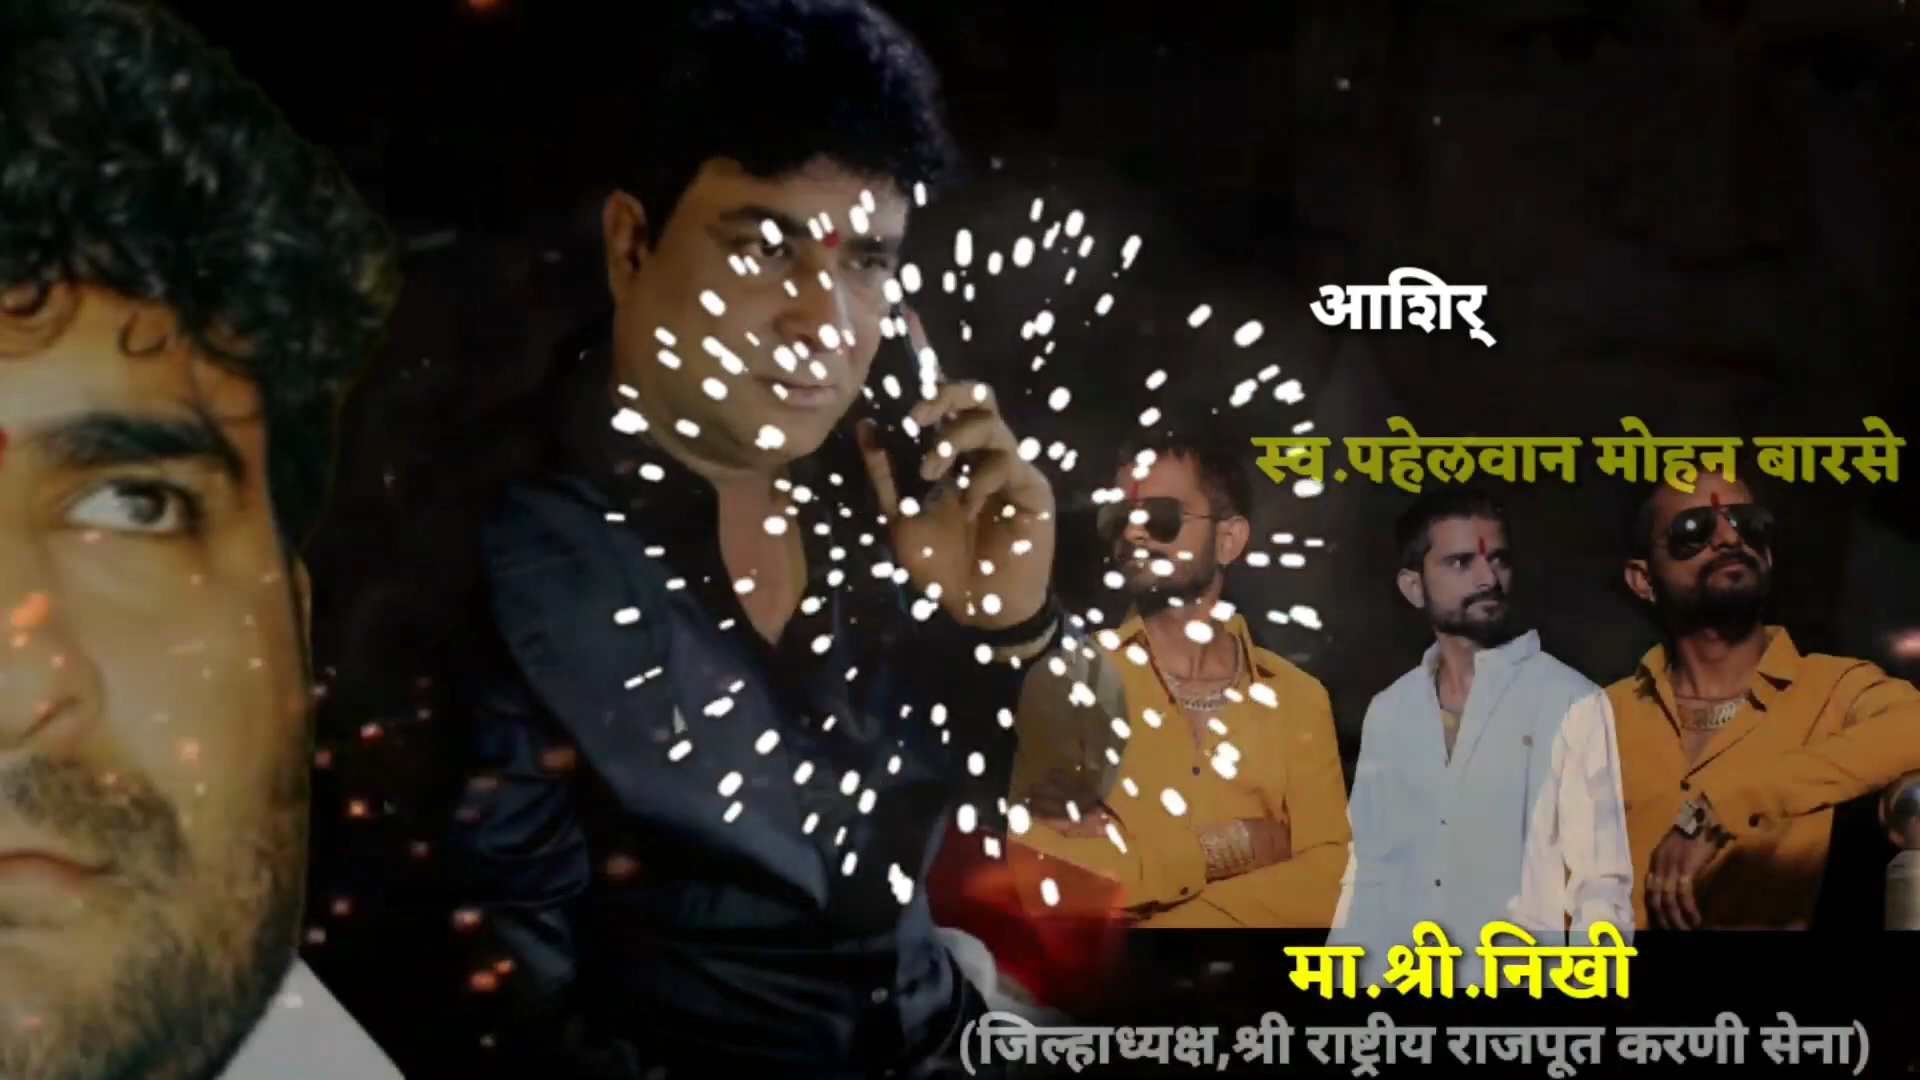 आशिर्
स्व.पहेलवान मोहन बारसे
मा.श्री.निखी
(जिल्हाध्यक्ष,श्री राष्ट्रीय राजपूत करणी सेना)